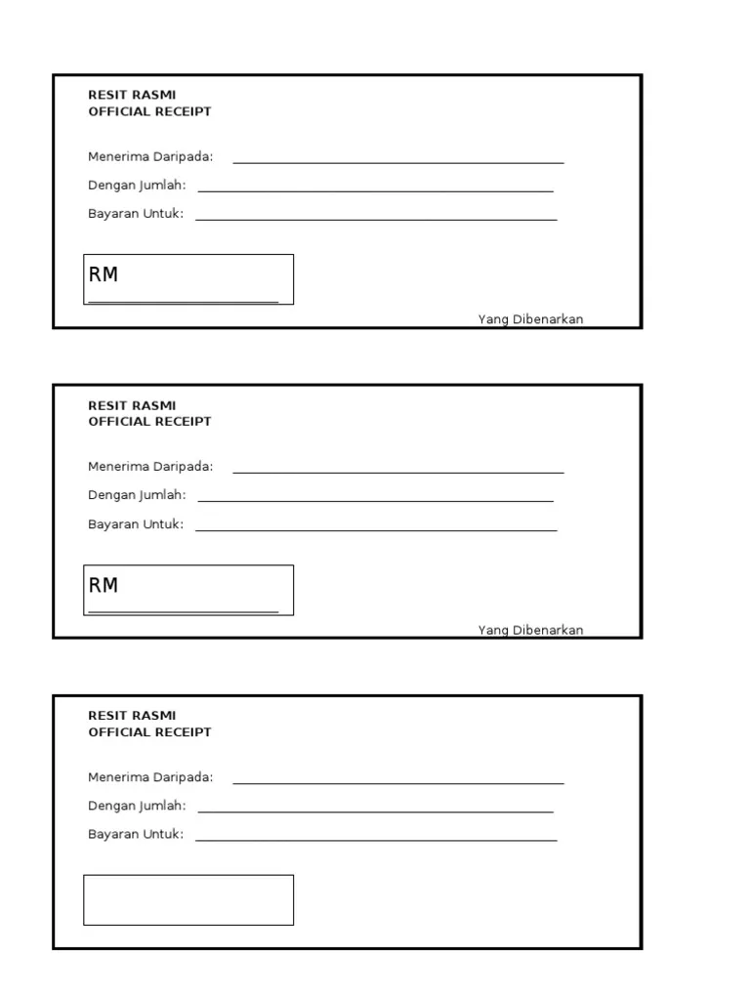 RESIT RASMI
OFFICIAL RECEIPT
Menerima Daripada:
Dengan Jumlah:
Bayaran Untuk:
RM
Yang Dibenarkan
RESIT RASMI
OFFICIAL RECEIPT
Menerima Daripada:
Dengan Jumlah:
Bayaran Untuk:
RM
Yang Dibenarkan
RESIT RASMI
OFFICIAL RECEIPT
Menerima Daripada:
Dengan Jumlah:
Bayaran Untuk: